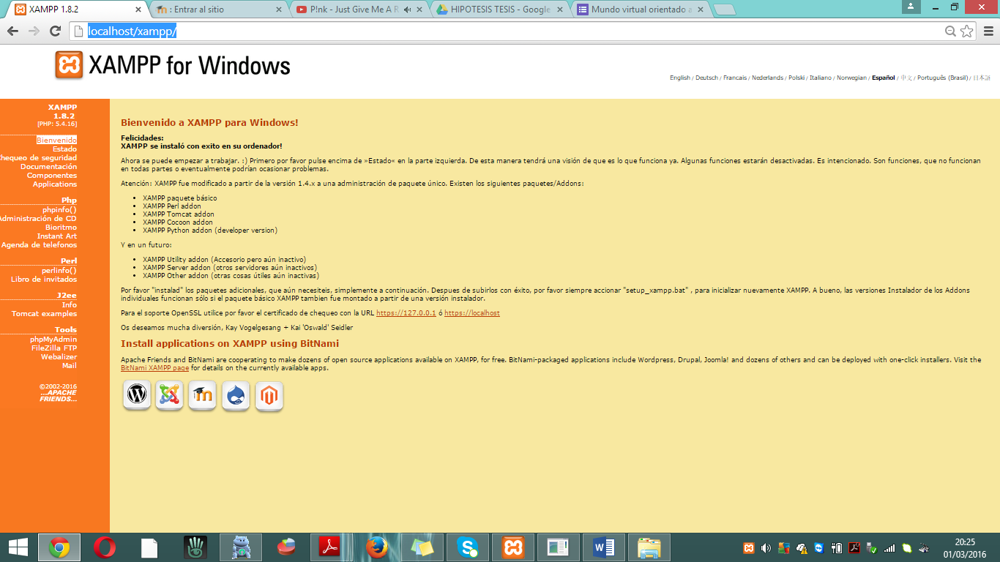 XAMPP 1.8.2
: Entrar al sitio
P!nk - Just Give Me A R
HIPOTESIS TESIS - Google
Mundo virtual orientado a
localhost/xampp/
XAMPP for Windows
English / Deutsch / Francais / Nederlands / Polski / Italiano / Norwegian / Español / 中文 / Português (Brasil) / 日本語
XAMPP
1.8.2
[PHP: 5.4.16]
Bienvenido
Estado
Chequeo de seguridad
Documentación
Componentes
Applications
Php
phpinfo()
Administración de CD
Bioritmo
Instant Art
Agenda de telefonos
Perl
perlinfo()
Libro de invitados
J2ee
Info
Tomcat examples
Tools
phpMyAdmin
FileZilla FTP
Webalizer
Mail
©2002-2016
...APACHE
FRIENDS...
Bienvenido a XAMPP para Windows!
Felicidades:
XAMPP se instaló con exito en su ordenador!
Ahora se puede empezar a trabajar. :) Primero por favor pulse encima de »Estado« en la parte izquierda. De esta manera tendrá una visión de que es lo que funciona ya. Algunas funciones estarán desactivadas. Es intencionado. Son funciones, que no funcionan
en todas partes o eventualmente podrían ocasionar problemas.
Atención: XAMPP fue modificado a partir de la versión 1.4.x a una administración de paquete único. Existen los siguientes paquetes/Addons:
• XAMPP paquete básico
• XAMPP Perl addon
• XAMPP Tomcat addon
• XAMPP Cocoon addon
• XAMPP Python addon (developer version)
Y en un futuro:
• XAMPP Utility addon (Accesorio pero aún inactivo)
• XAMPP Server addon (otros servidores aún inactivos)
• XAMPP Other addon (otras cosas útiles aún inactivas)
Por favor "instalad" los paquetes adicionales, que aún necesiteis, simplemente a continuación. Despues de subirlos con éxito, por favor siempre accionar "setup_xampp.bat" , para inicializar nuevamente XAMPP. A bueno, las versiones Instalador de los Addons
individuales funcionan sólo si el paquete básico XAMPP tambien fue montado a partir de una versión instalador.
Para el soporte OpenSSL utilice por favor el certificado de chequeo con la URL https://127.0.0.1 ó https://localhost
Os deseamos mucha diversión, Kay Vogelgesang + Kai 'Oswald' Seidler
Install applications on XAMPP using BitNami
Apache Friends and BitNami are cooperating to make dozens of open source applications available on XAMPP, for free. BitNami-packaged applications include Wordpress, Drupal, Joomla! and dozens of others and can be deployed with one-click installers. Visit the
BitNami XAMPP page for details on the currently available apps.
20:25
01/03/2016